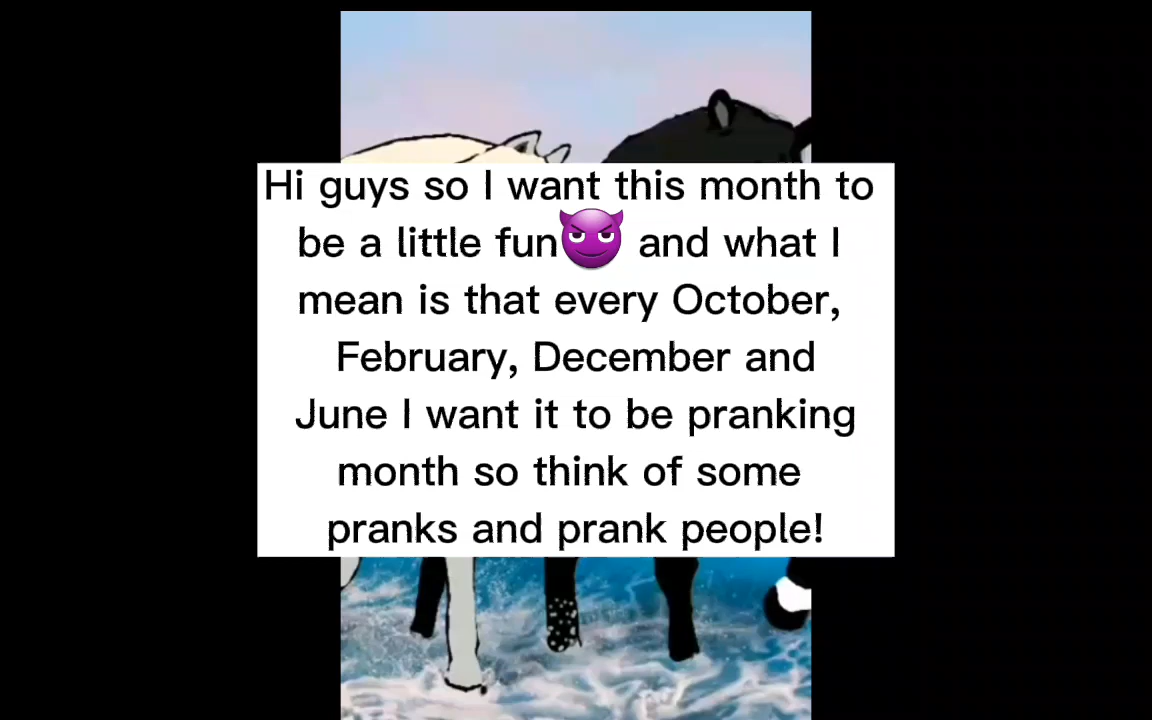 Hi guys so I want this month to
be a little fun😈 and what I
mean is that every October,
February, December and
June I want it to be pranking
month so think of some
pranks and prank people!